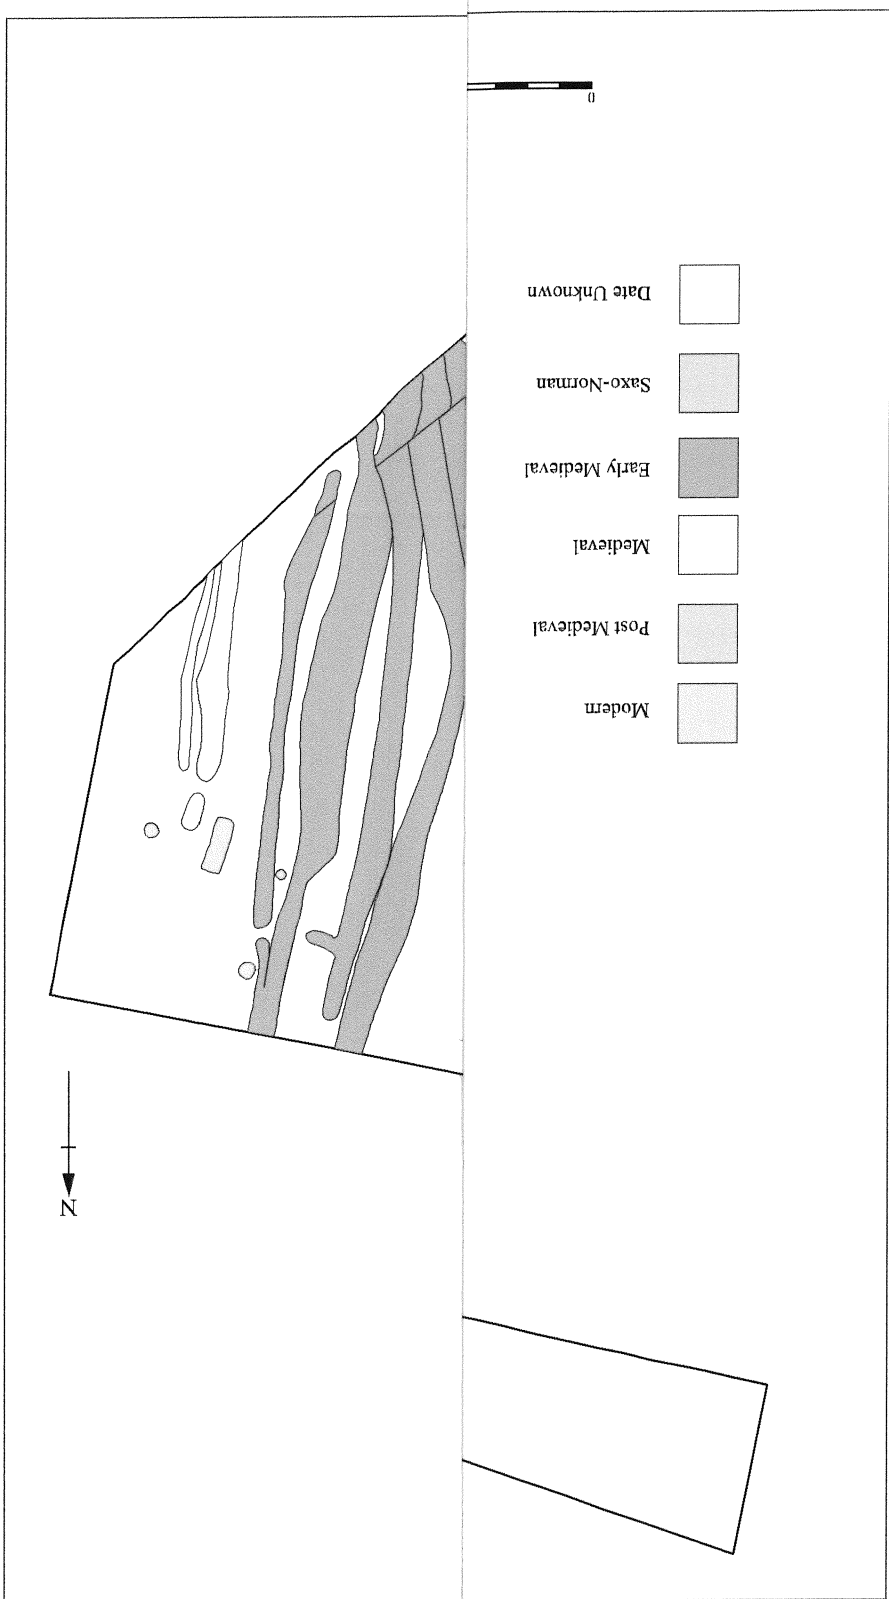 N
Modern
Post Medieval
Medieval
Early Medieval
Saxo-Norman
Date Unknown
0